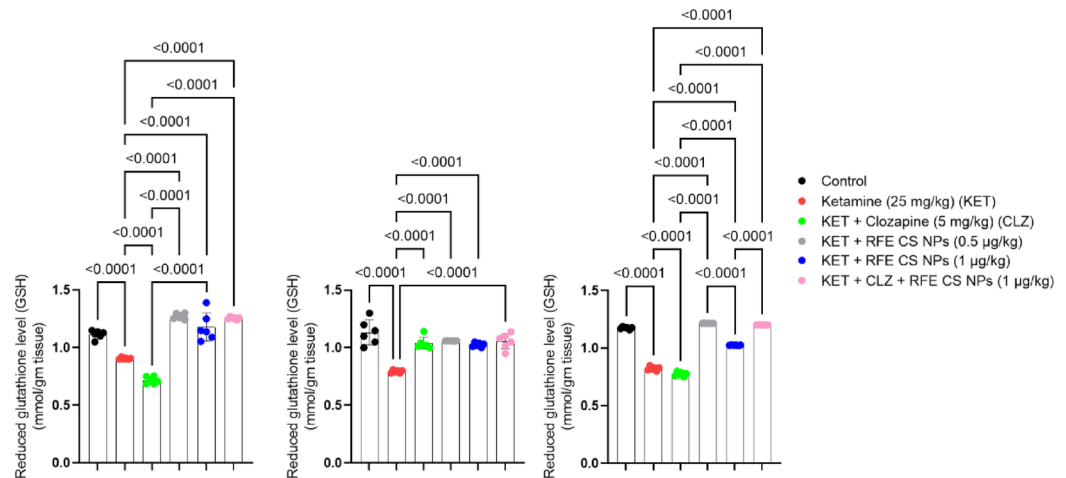 <0.0001
<0.0001
<0.0001
<0.0001
<0.0001
<0.0001
<0.0001
1.5
1.0
0.5
0.0
Reduced glutathione level (GSH)
(mmol/gm tissue)
<0.0001
<0.0001
<0.0001
<0.0001 <0.0001
1.5
1.0
0.5
0.0
Reduced glutathione level (GSH)
(mmol/gm tissue)
<0.0001
<0.0001
<0.0001
<0.0001
<0.0001
<0.0001
<0.0001
<0.0001 <0.0001 <0.0001
1.5
1.0
0.5
0.0
Reduced glutathione level (GSH)
(mmol/gm tissue)
Control
Ketamine (25 mg/kg) (KET)
KET + Clozapine (5 mg/kg) (CLZ)
KET + RFE CS NPs (0.5 µg/kg)
KET + RFE CS NPs (1 µg/kg)
KET + CLZ + RFE CS NPs (1 µg/kg)